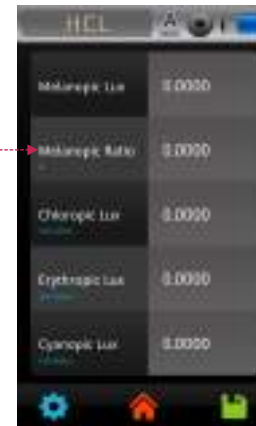 HCL
A
Melanopic Lux
0.0000
Melanopic Ratio
0.0000
Chloropic Lux
0.0000
Erythropic Lux
0.0000
Cyanopic Lux
0.0000